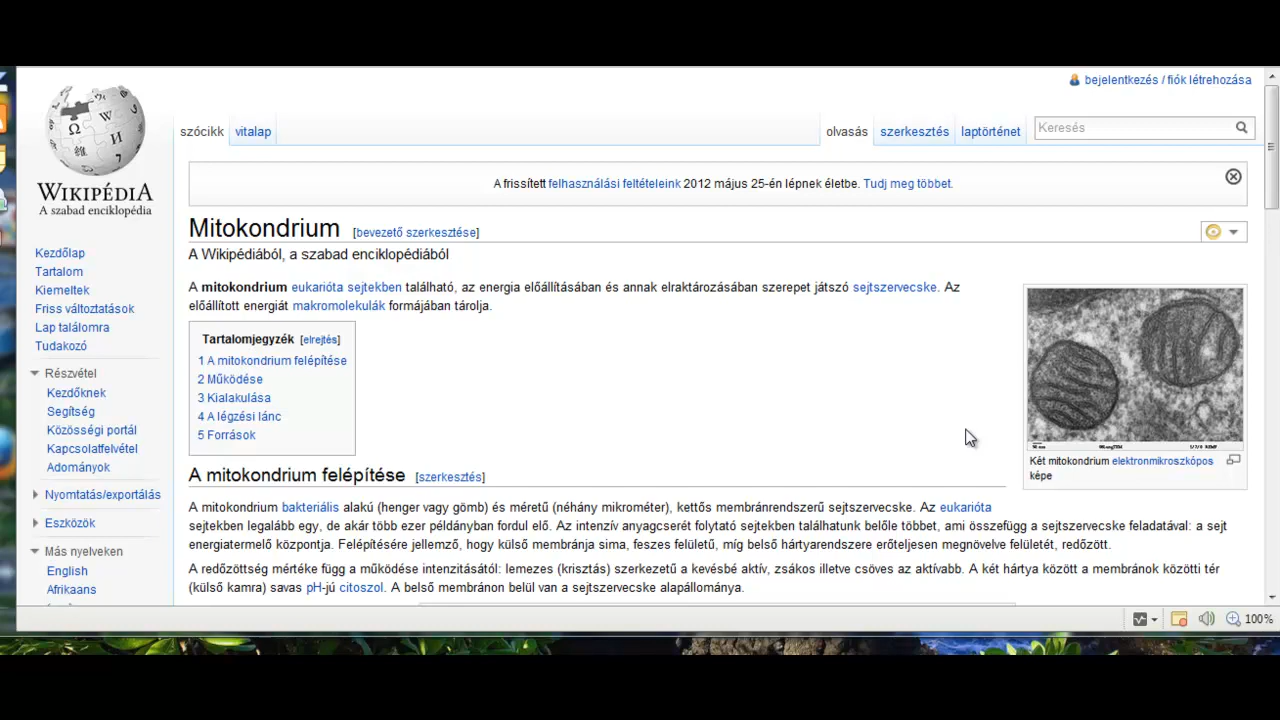 bejelentkezés / fiók létrehozása
WIKIPÉDIA
A szabad enciklopédia
szócikk vitalap olvasás szerkesztés laptörténet Keresés
A frissített felhasználási feltételeink 2012 május 25-én lépnek életbe. Tudj meg többet.
Mitokondrium [bevezető szerkesztése]
A Wikipédiából, a szabad enciklopédiából
Kezdőlap
Tartalom
Kiemeltek
Friss változtatások
Lap találomra
Tudakozó
Részvétel
Kezdőknek
Segítség
Közösségi portál
Kapcsolatfelvétel
Adományok
Nyomtatás/exportálás
Eszközök
Más nyelveken
English
Afrikaans
A mitokondrium eukarióta sejtekben található, az energia előállításában és annak elraktározásában szerepet játszó sejtszervecske. Az
előállított energiát makromolekulák formájában tárolja.
Tartalomjegyzék [elrejtés]
1 A mitokondrium felépítése
2 Működése
3 Kialakulása
4 A légzési lánc
5 Források
Két mitokondrium elektronmikroszkópos
képe
A mitokondrium felépítése [szerkesztés]
A mitokondrium bakteriális alakú (henger vagy gömb) és méretű (néhány mikrométer), kettős membránrendszerű sejtszervecske. Az eukarióta
sejtekben legalább egy, de akár több ezer példányban fordul elő. Az intenzív anyagcserét folytató sejtekben találhatunk belőle többet, ami összefügg a sejtszervecske feladatával: a sejt
energiatermelő központja. Felépítésére jellemző, hogy külső membránja sima, feszes felületű, míg belső hártyarendszere erőteljesen megnövelve felületét, redőzött.
A redőzöttség mértéke függ a működése intenzitásától: lemezes (krisztás) szerkezetű a kevésbé aktív, zsákos illetve csöves az aktívabb. A két hártya között a membránok közötti tér
(külső kamra) savas pH-jú citoszol. A belső membránon belül van a sejtszervecske alapállománya.
100%